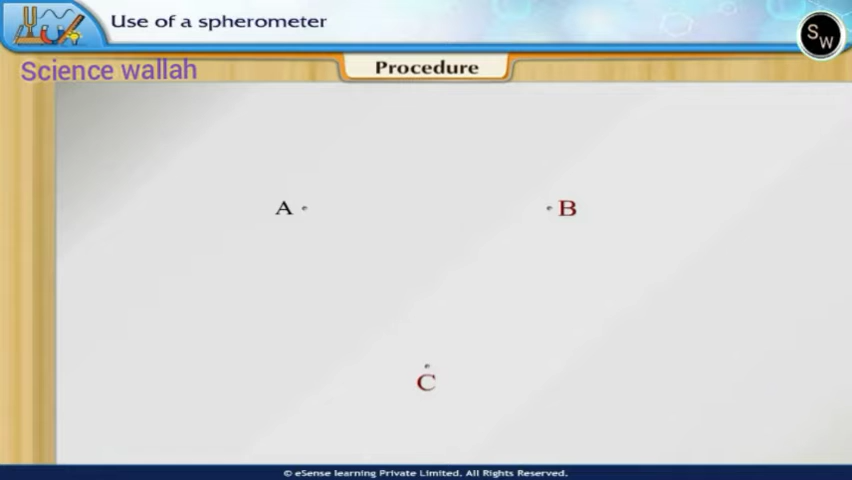 Use of a spherometer
SW
Science wallah
Procedure
A
B
C
© eSense learning Private Limited. All Rights Reserved.